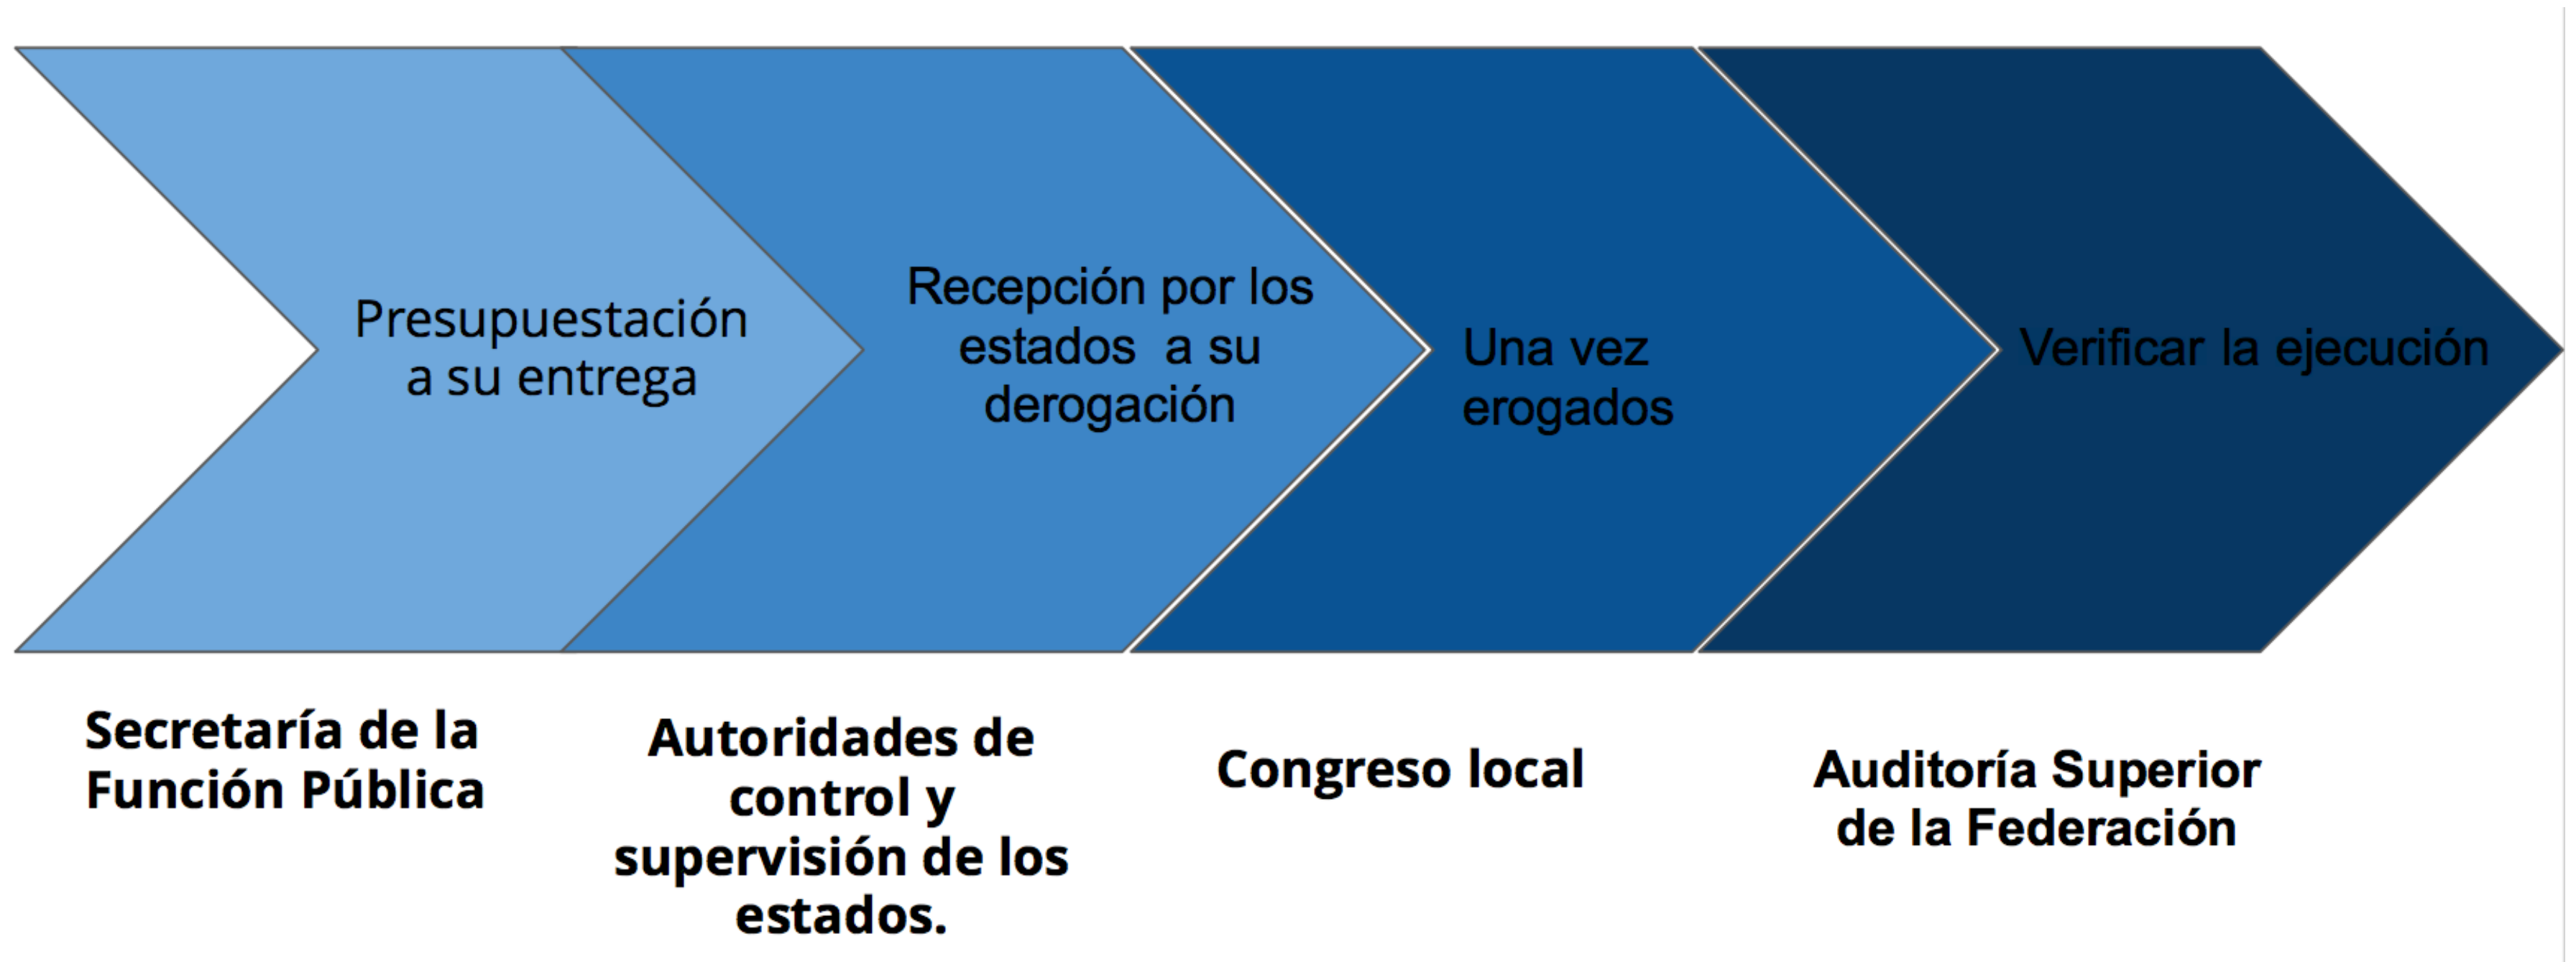 Presupuestación
a su entrega
Recepción por los
estados a su
derogación
Una vez
erogados
Verificar la ejecución
Secretaría de la
Función Pública
Autoridades de
control y
supervisión de los
estados.
Congreso local
Auditoría Superior
de la Federación